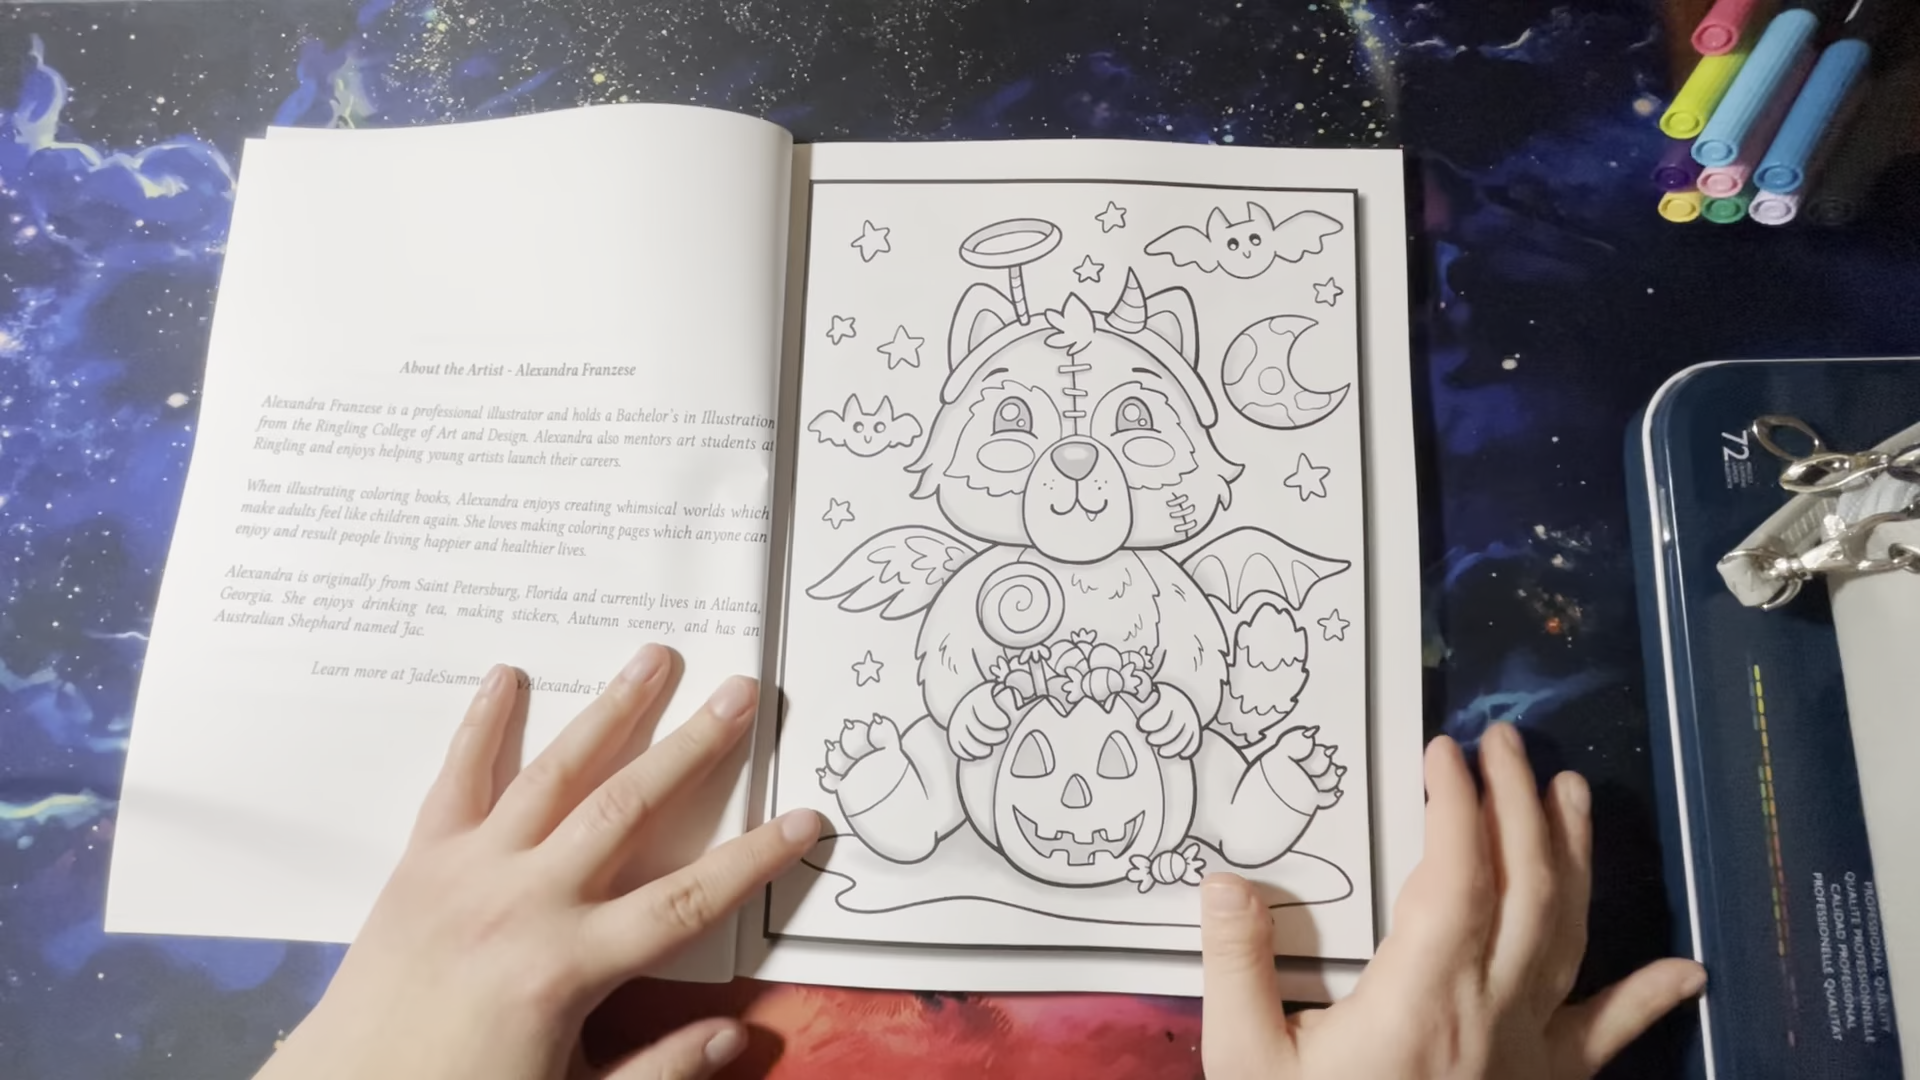 About the Artist - Alexandra Franzese
Alexandra Franzese is a professional illustrator and holds a Bachelor's in Illustration
from the Ringling College of Art and Design. Alexandra also mentors art students at
Ringling and enjoys helping young artists launch their careers.
When illustrating coloring books, Alexandra enjoys creating whimsical worlds which
make adults feel like children again. She loves making coloring pages which anyone can
enjoy and result people living happier and healthier lives.
Alexandra is originally from Saint Petersburg, Florida and currently lives in Atlanta,
Georgia. She enjoys drinking tea, making stickers, Autumn scenery, and has an
Australian Shephard named Jac.
Learn more at JadeSumme /Alexandra-F
72
PROFESSIONAL QUALITY
QUALITÉ PROFESSIONNELLE
CALIDAD PROFESIONAL
PROFESSIONELLE QUALITÄT